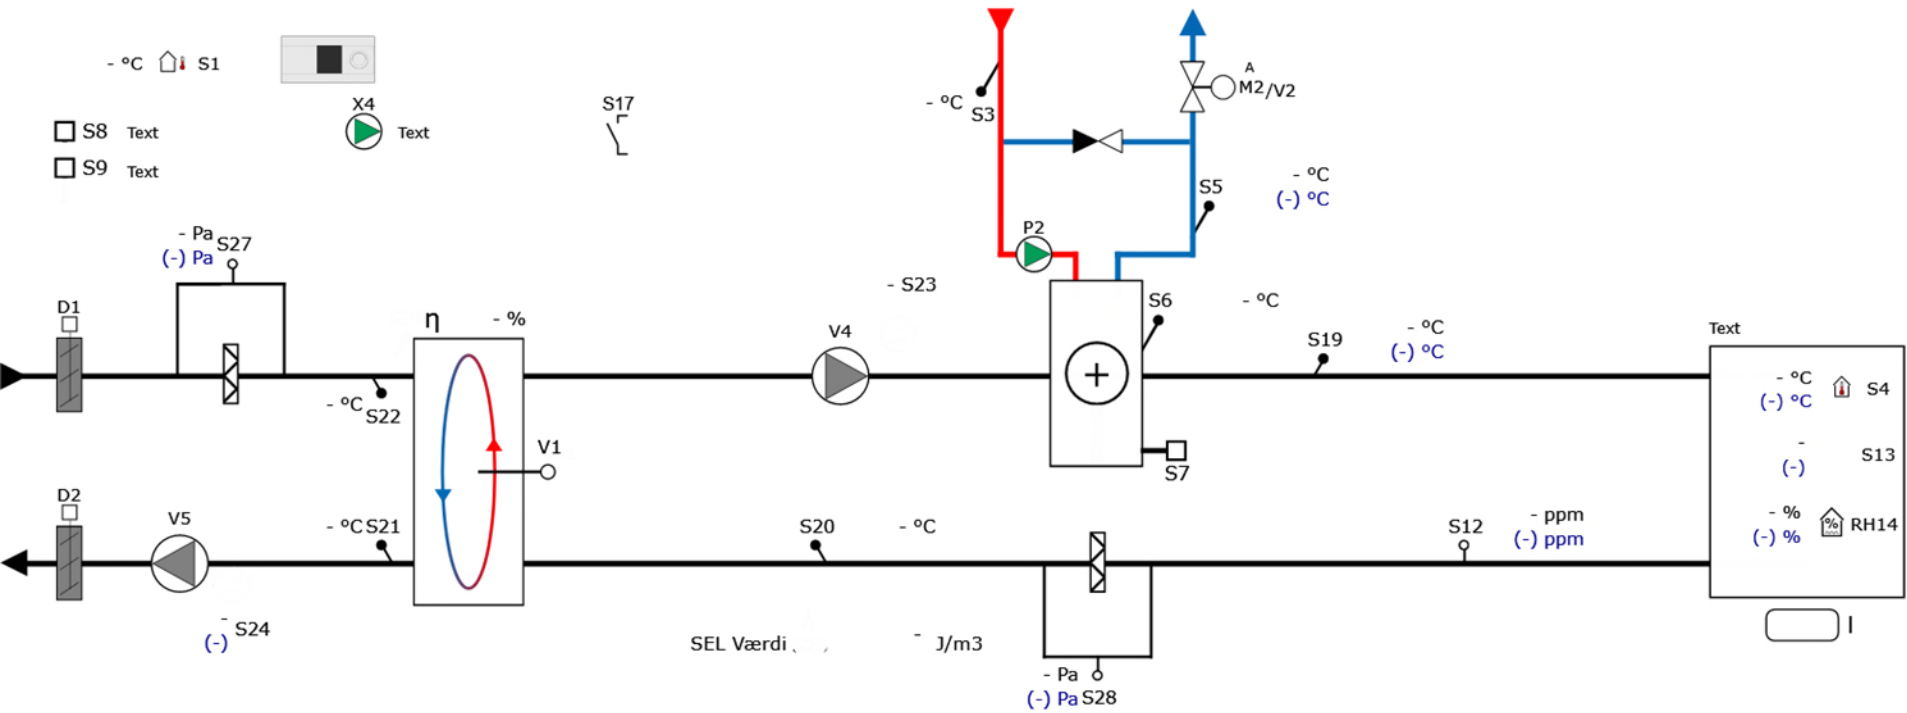 - °C S1
X4
S8 Text
Text
S9 Text
S17
- °C
S3
A
M2/V2
S5
- °C
(-) °C
P2
- Pa
(-) Pa
S27
D1
η - %
- °C
S22
V1
- S23
V4
S6
- °C
S7
S19
- °C
(-) °C
Text
- °C
(-) °C
S4
-
(-)
S13
- %
(-) %
%
RH14
I
D2
V5
- °C S21
-
(-)
S24
S20
- °C
S12
- ppm
(-) ppm
SEL Værdi - J/m3
- Pa
(-) Pa S28